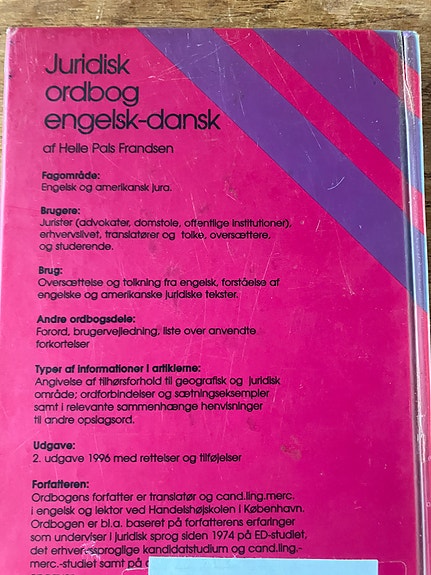 Juridisk
ordbog
engelsk-dansk
af Helle Pals Frandsen
Fagområde:
Engelsk og amerikansk jura.
Brugere:
Jurister (advokater, domstole, offentlige institutioner),
erhvervslivet, translatører og tolke, oversættere,
og studerende.
Brug:
Oversættelse og tolkning fra engelsk, forståelse af
engelske og amerikanske juridiske tekster.
Andre ordbogsdele:
Forord, brugervejledning, liste over anvendte
forkortelser
Typer af informationer i artiklerne:
Angivelse af tilhørsforhold til geografisk og juridisk
område; ordforbindelser og sætningseksempler
samt i relevante sammenhænge henvisninger
til andre opslagsord.
Udgave:
2. udgave 1996 med rettelser og tilføjelser
Forfatteren:
Ordbogens forfatter er translatør og cand.ling.merc.
i engelsk og lektor ved Handelshøjskolen i København.
Ordbogen er bl.a. baseret på forfatterens erfaringer
som underviser i juridisk sprog siden 1974 på ED-studiet,
det erhvervssproglige kandidatstudium og cand.ling.-
merc.-studiet samt på